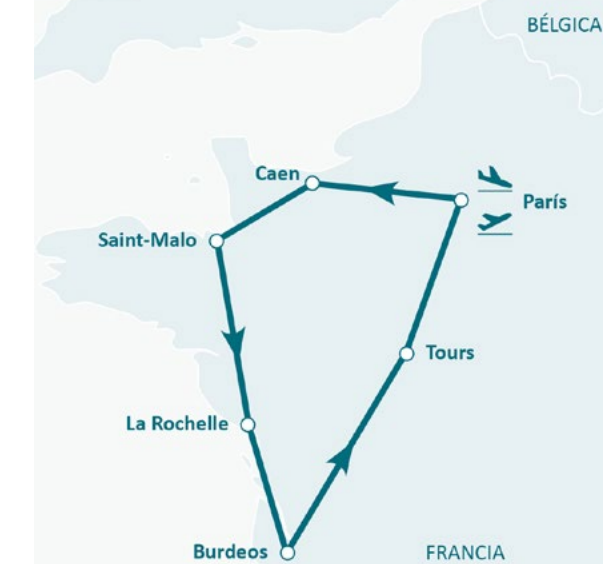 BÉLGICA
Caen
París
Saint-Malo
Tours
La Rochelle
Burdeos
FRANCIA